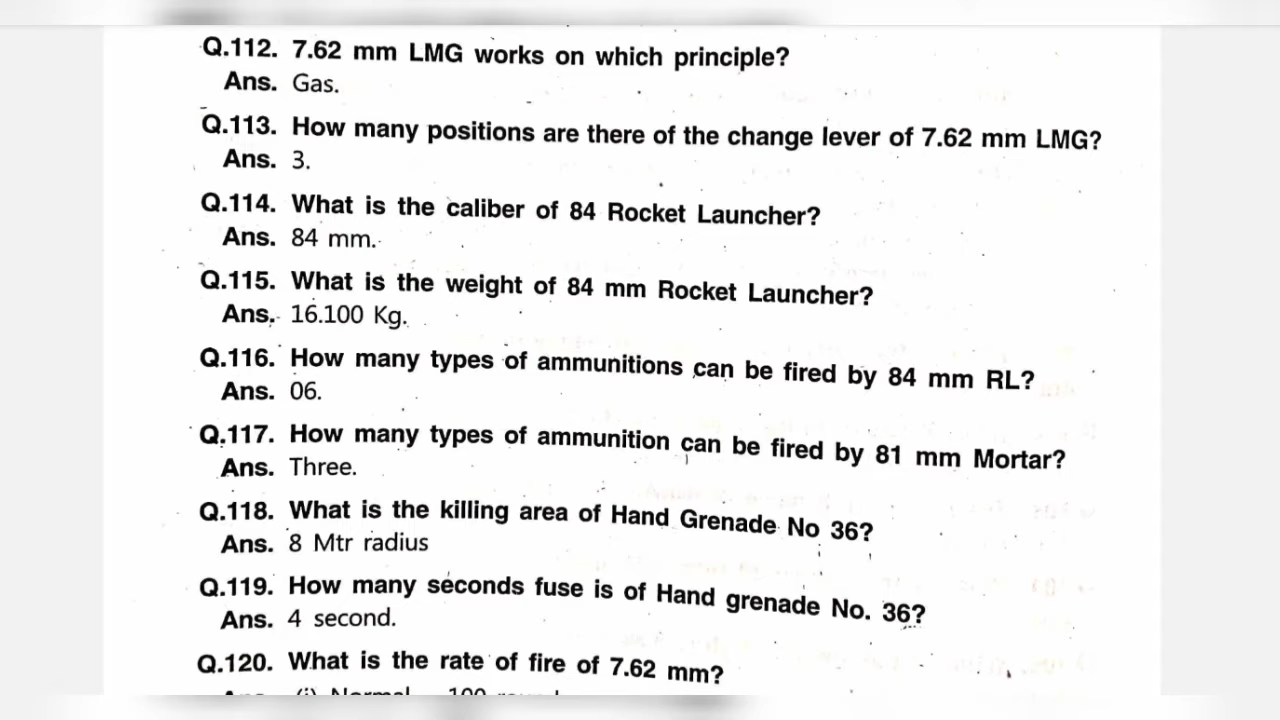 Q.112. 7.62 mm LMG works on which principle?
Ans. Gas.
Q.113. How many positions are there of the change lever of 7.62 mm LMG?
Ans. 3.
Q.114. What is the caliber of 84 Rocket Launcher?
Ans. 84 mm.
Q.115. What is the weight of 84 mm Rocket Launcher?
Ans. 16.100 Kg.
Q.116. How many types of ammunitions can be fired by 84 mm RL?
Ans. 06.
Q.117. How many types of ammunition can be fired by 81 mm Mortar?
Ans. Three.
Q.118. What is the killing area of Hand Grenade No 36?
Ans. 8 Mtr radius
Q.119. How many seconds fuse is of Hand grenade No. 36?
Ans. 4 second.
Q.120. What is the rate of fire of 7.62 mm?
Ans. (i) Normal 100